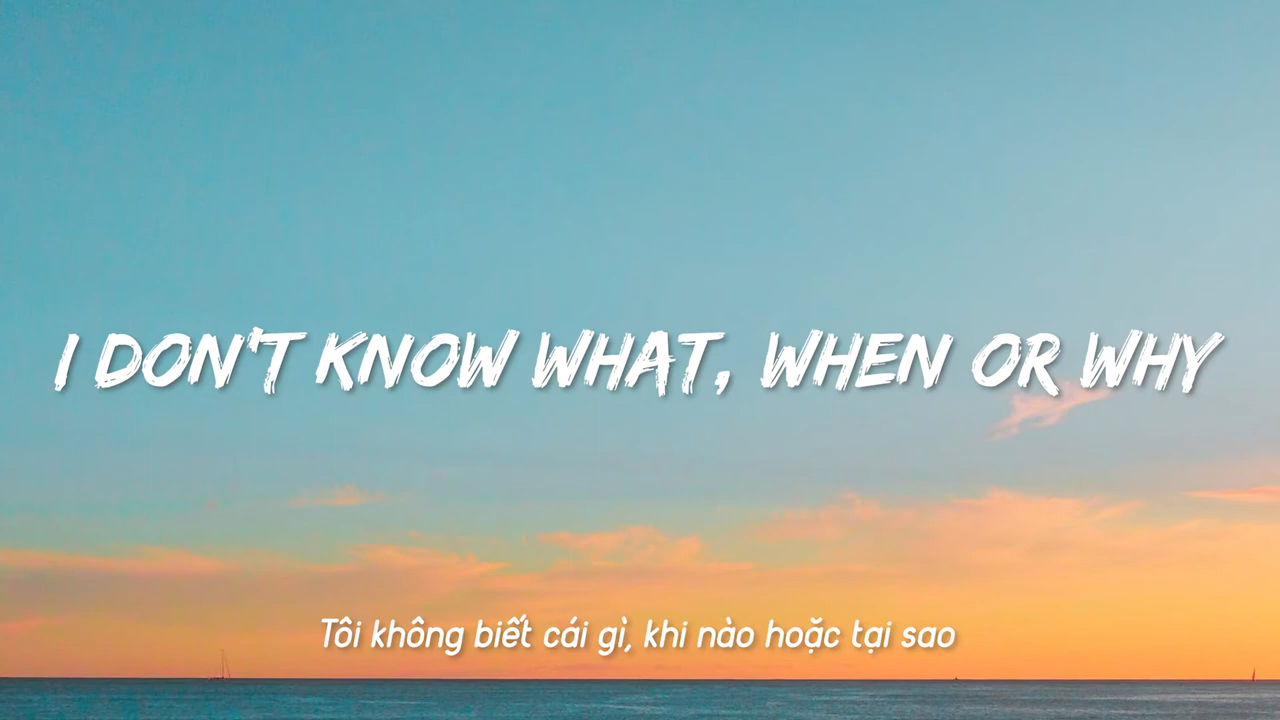 I DON'T KNOW WHAT, WHEN OR WHY
Tôi không biết cái gì, khi nào hoặc tại sao